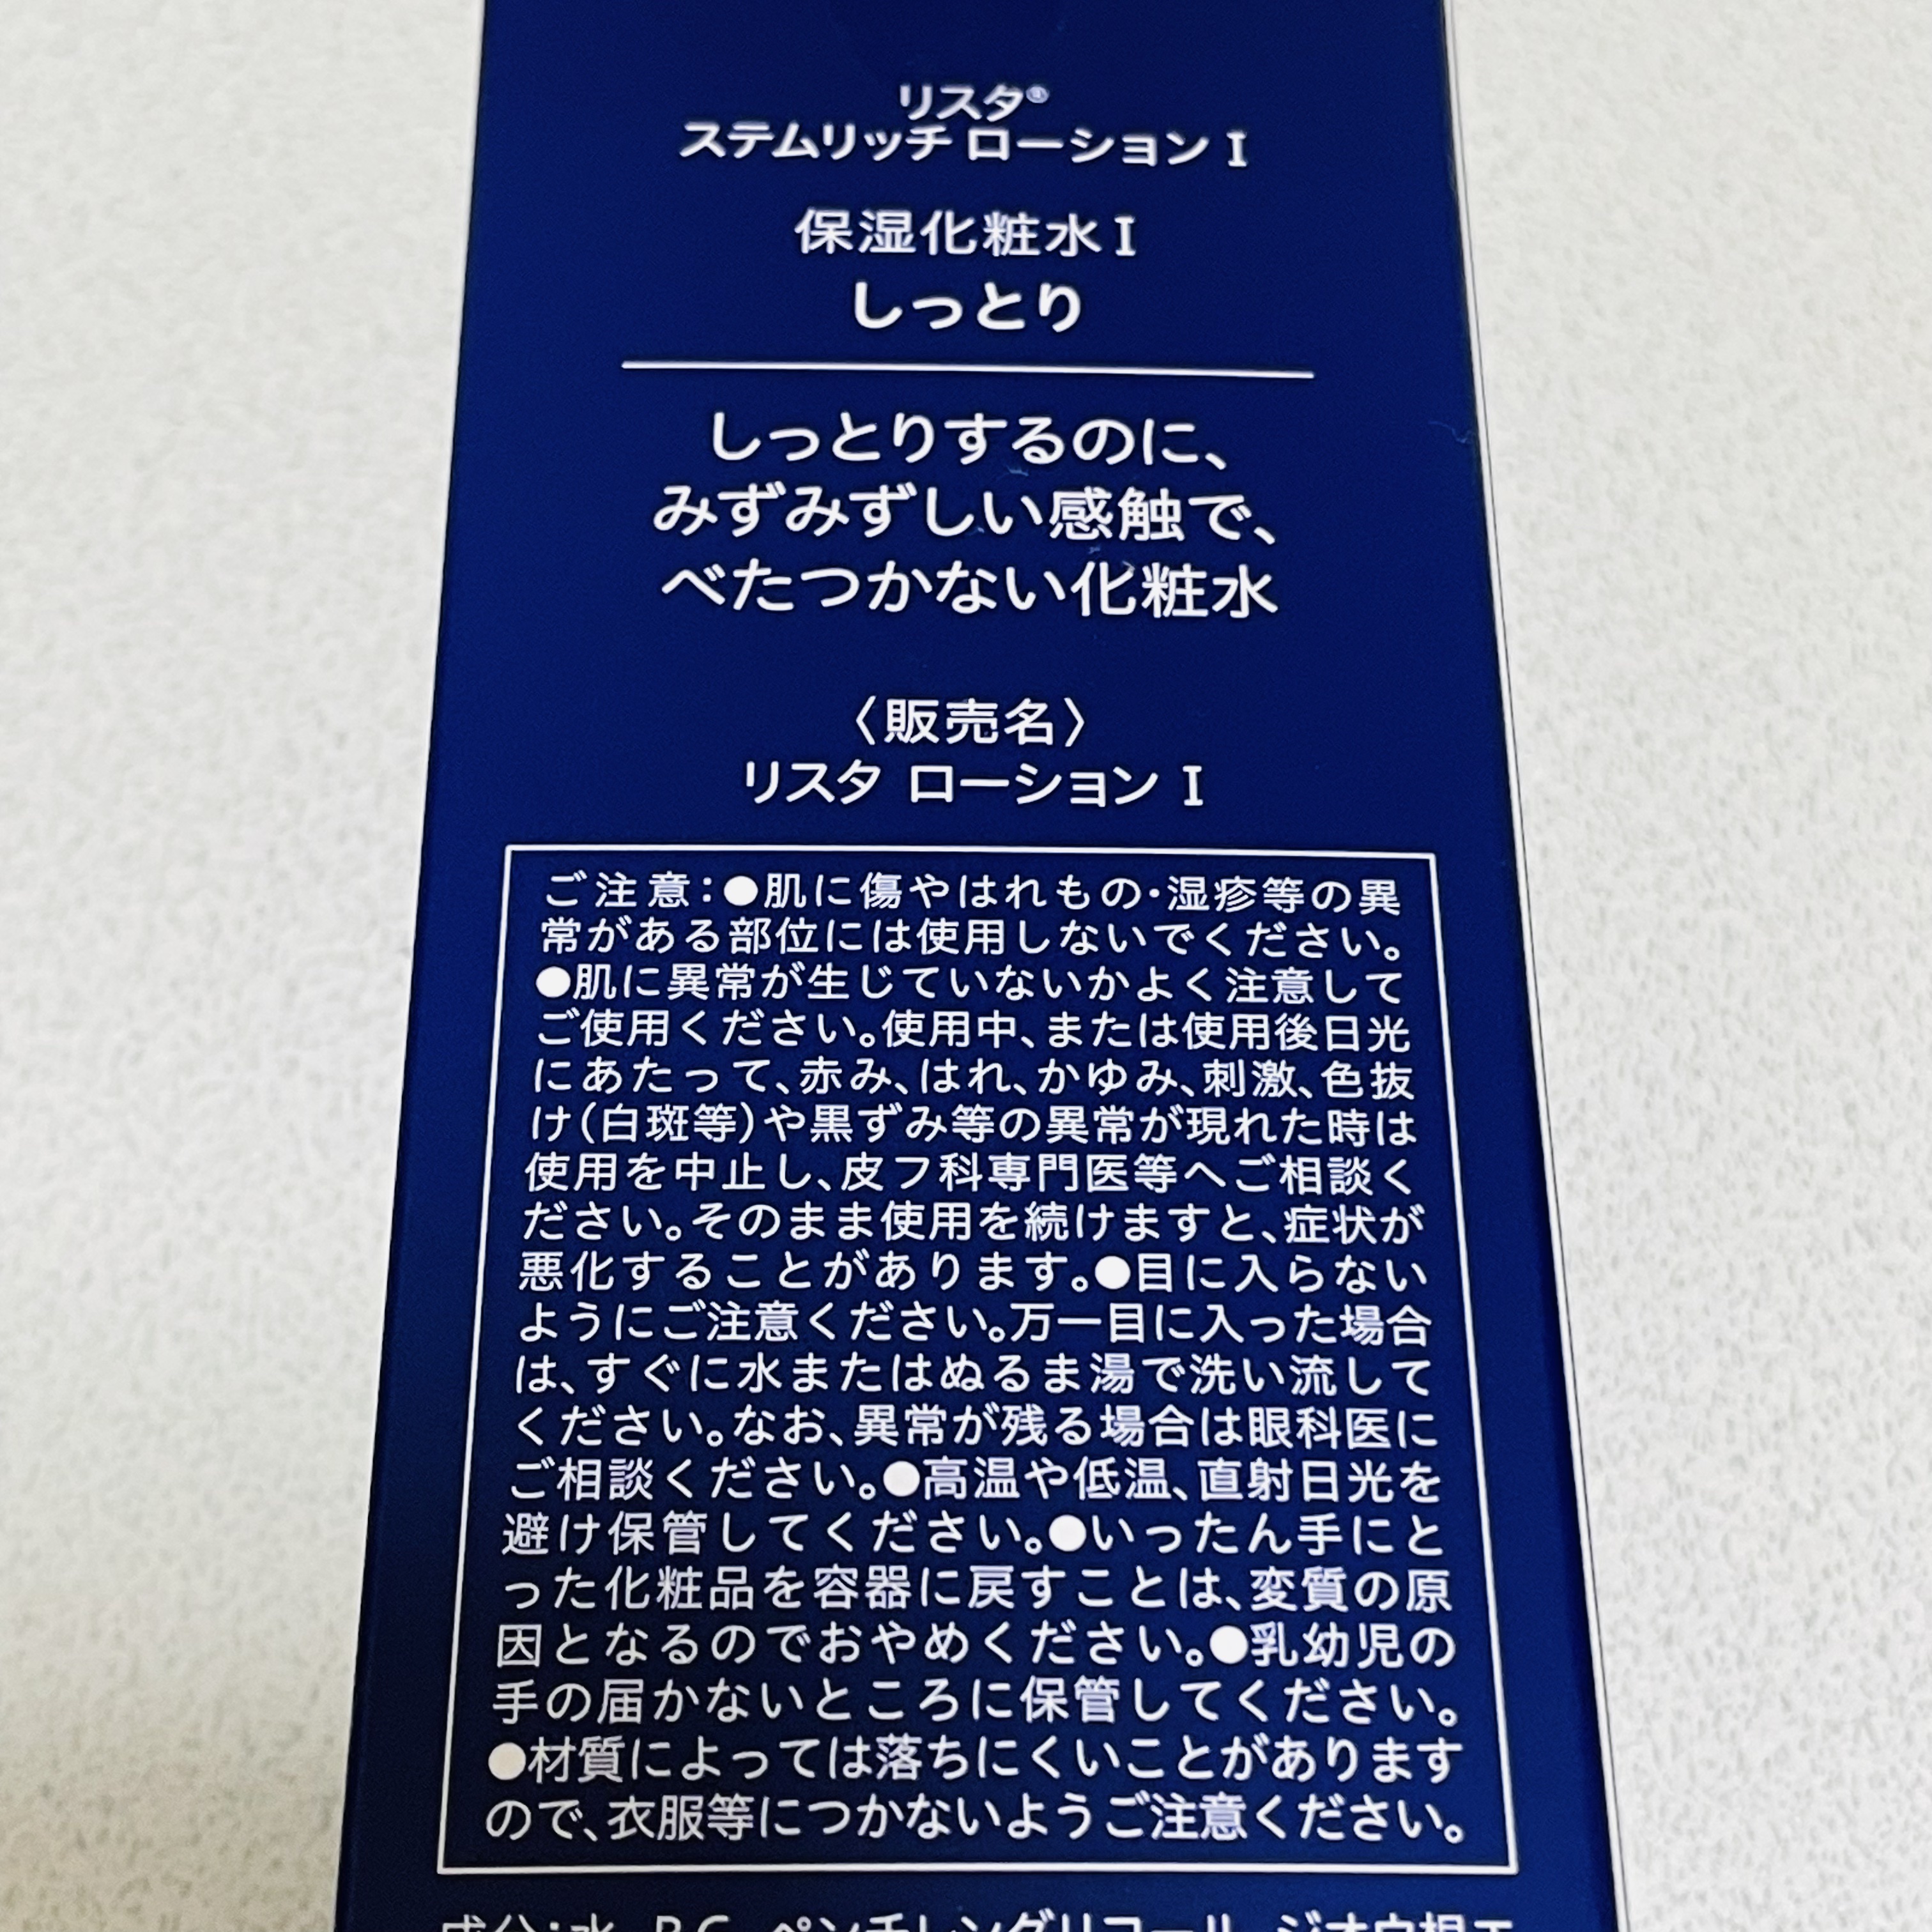 リスタ®
ステムリッチ ローション I
保湿化粧水 I
しっとり
しっとりするのに、
みずみずしい感触で、
べたつかない化粧水
〈販売名〉
リスタ ローション I
ご注意:●肌に傷やはれもの・湿疹等の異
常がある部位には使用しないでください。
●肌に異常が生じていないかよく注意して
ご使用ください。使用中、または使用後日光
にあたって、赤み、はれ、かゆみ、刺激、色抜
け(白斑等)や黒ずみ等の異常が現れた時は
使用を中止し、皮フ科専門医等へご相談く
ださい。そのまま使用を続けますと、症状が
悪化することがあります。●目に入らない
ようにご注意ください。万一目に入った場合
は、すぐに水またはぬるま湯で洗い流して
ください。なお、異常が残る場合は眼科医に
ご相談ください。●高温や低温、直射日光を
避け保管してください。●いったん手にと
った化粧品を容器に戻すことは、変質の原
因となるのでおやめください。●乳幼児の
手の届かないところに保管してください。
●材質によっては落ちにくいことがあります
ので、衣服等につかないようご注意ください。
成分:水、BG、ペンチレングリコール、ジオウ根エ